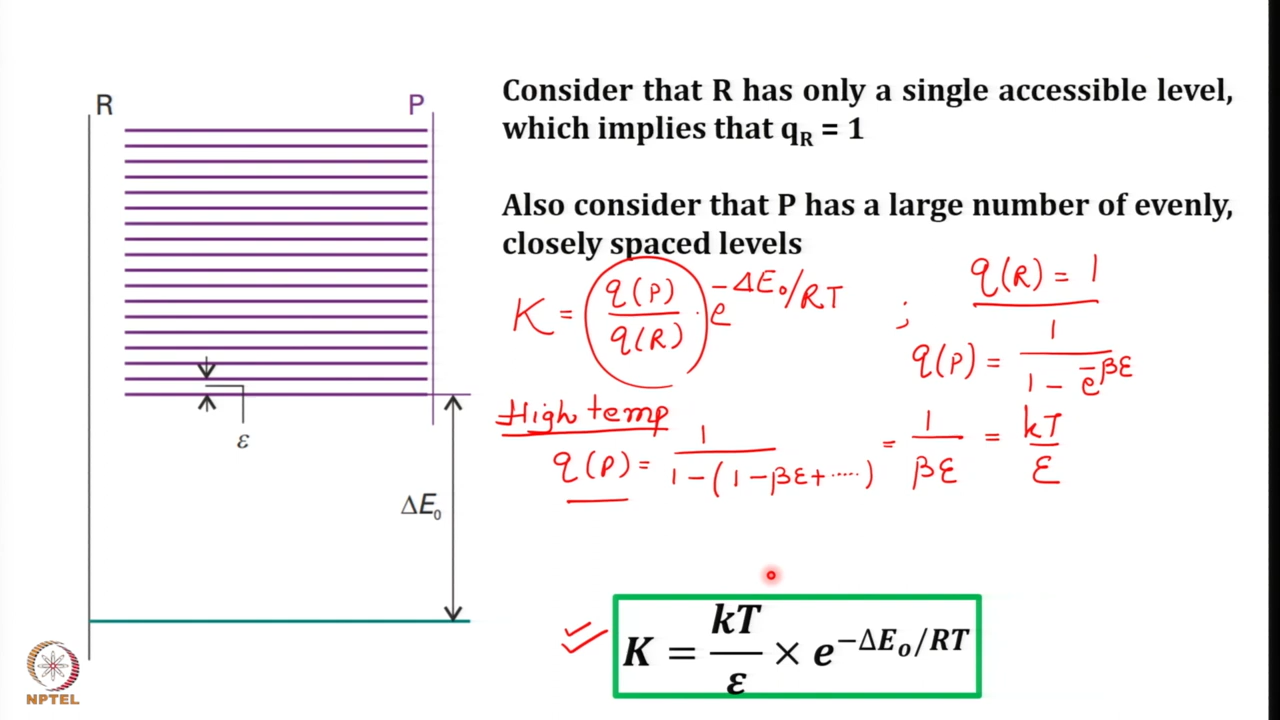 R
P
ε
ΔE₀
NPTEL
Consider that R has only a single accessible level,
which implies that q_R = 1
Also consider that P has a large number of evenly,
closely spaced levels
K = q(P)/q(R) · e^(-ΔE₀/RT) ; q(R) = 1
q(P) = 1/(1 - e^(-βε))
High temp
q(P) = 1/(1-(1-βε+.....)) = 1/(βε) = kT/ε
K = kT/ε × e^(−ΔE₀/RT)